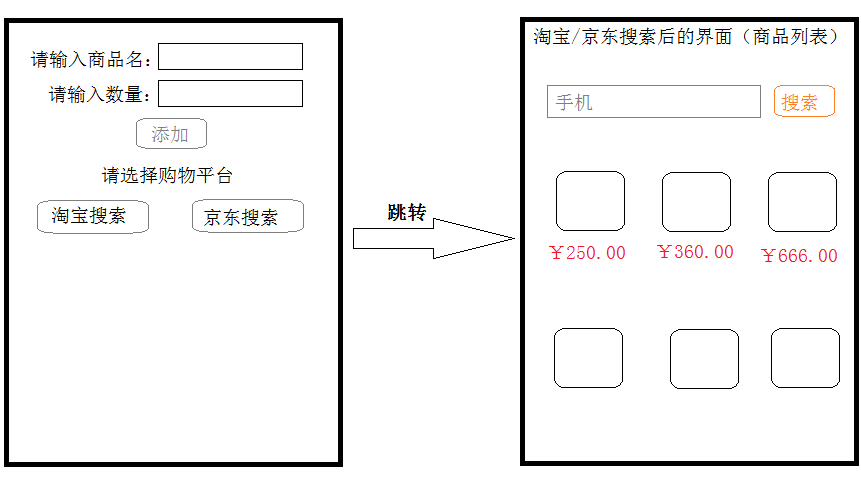 请输入商品名：
请输入数量：
添加
请选择购物平台
淘宝搜索 京东搜索
跳转
淘宝/京东搜索后的界面（商品列表）
手机 搜索
￥250.00 ￥360.00 ￥666.00